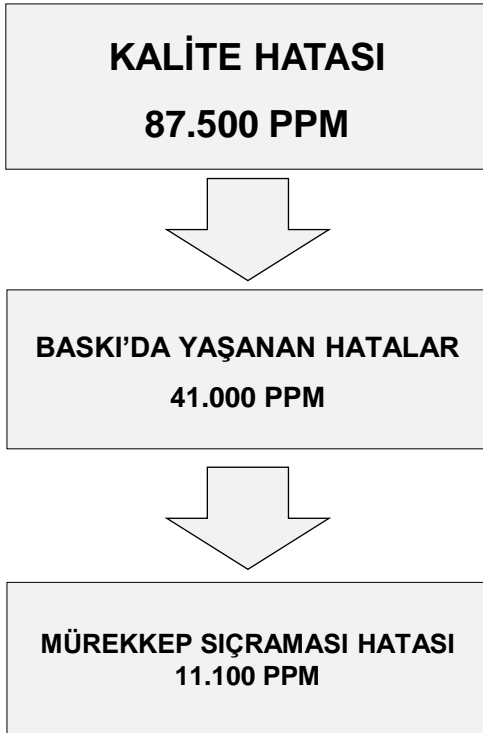 KALİTE HATASI
87.500 PPM
BASKI’DA YAŞANAN HATALAR
41.000 PPM
MÜREKKEP SIÇRAMASI HATASI
11.100 PPM